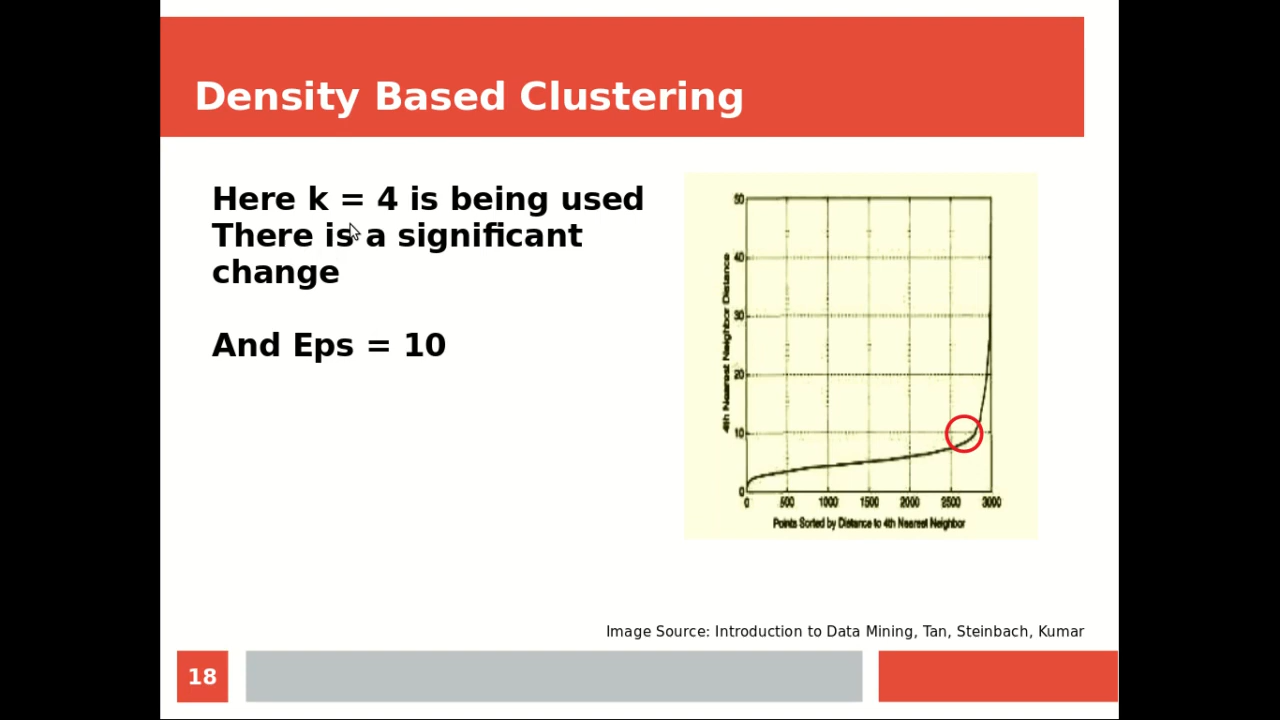 Density Based Clustering
Here k = 4 is being used
There is a significant
change
And Eps = 10
50
40
30
20
10
0
4th Nearest Neighbor Distance
0 500 1000 1500 2000 2500 3000
Points Sorted by Distance to 4th Nearest Neighbor
Image Source: Introduction to Data Mining, Tan, Steinbach, Kumar
18